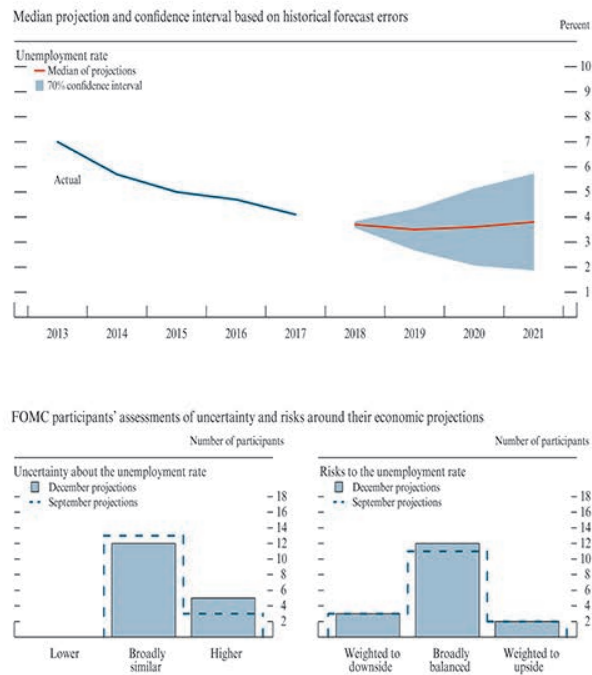 Median projection and confidence interval based on historical forecast errors
Percent
Unemployment rate
Median of projections
70% confidence interval
10
9
8
7
6
5
4
3
2
1
Actual
2013 2014 2015 2016 2017 2018 2019 2020 2021
FOMC participants’ assessments of uncertainty and risks around their economic projections
Number of participants
Uncertainty about the unemployment rate
December projections
September projections
18
16
14
12
10
8
6
4
2
Lower Broadly similar Higher
Number of participants
Risks to the unemployment rate
December projections
September projections
18
16
14
12
10
8
6
4
2
Weighted to downside Broadly balanced Weighted to upside